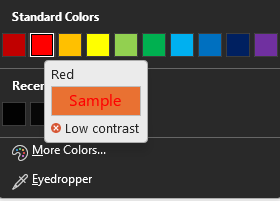 Standard Colors
Red
Recen
Sample
Low contrast
More Colors...
Eyedropper